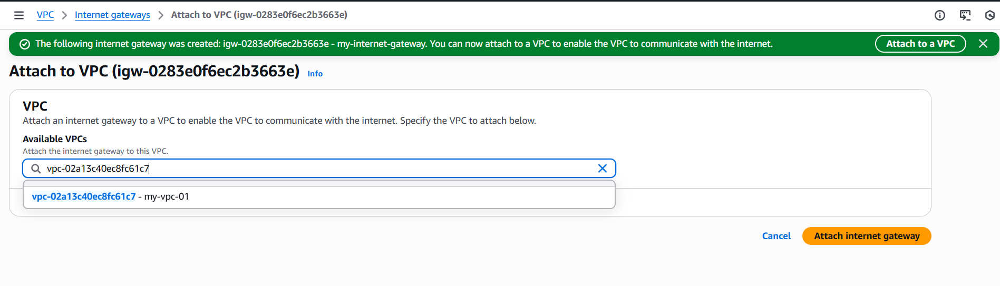 VPC > Internet gateways > Attach to VPC (igw-0283e0f6ec2b3663e)
The following internet gateway was created: igw-0283e0f6ec2b3663e - my-internet-gateway. You can now attach to a VPC to enable the VPC to communicate with the internet. Attach to a VPC
Attach to VPC (igw-0283e0f6ec2b3663e) Info
VPC
Attach an internet gateway to a VPC to enable the VPC to communicate with the internet. Specify the VPC to attach below.
Available VPCs
Attach the internet gateway to this VPC.
vpc-02a13c40ec8fc61c7
vpc-02a13c40ec8fc61c7 - my-vpc-01
Cancel Attach internet gateway